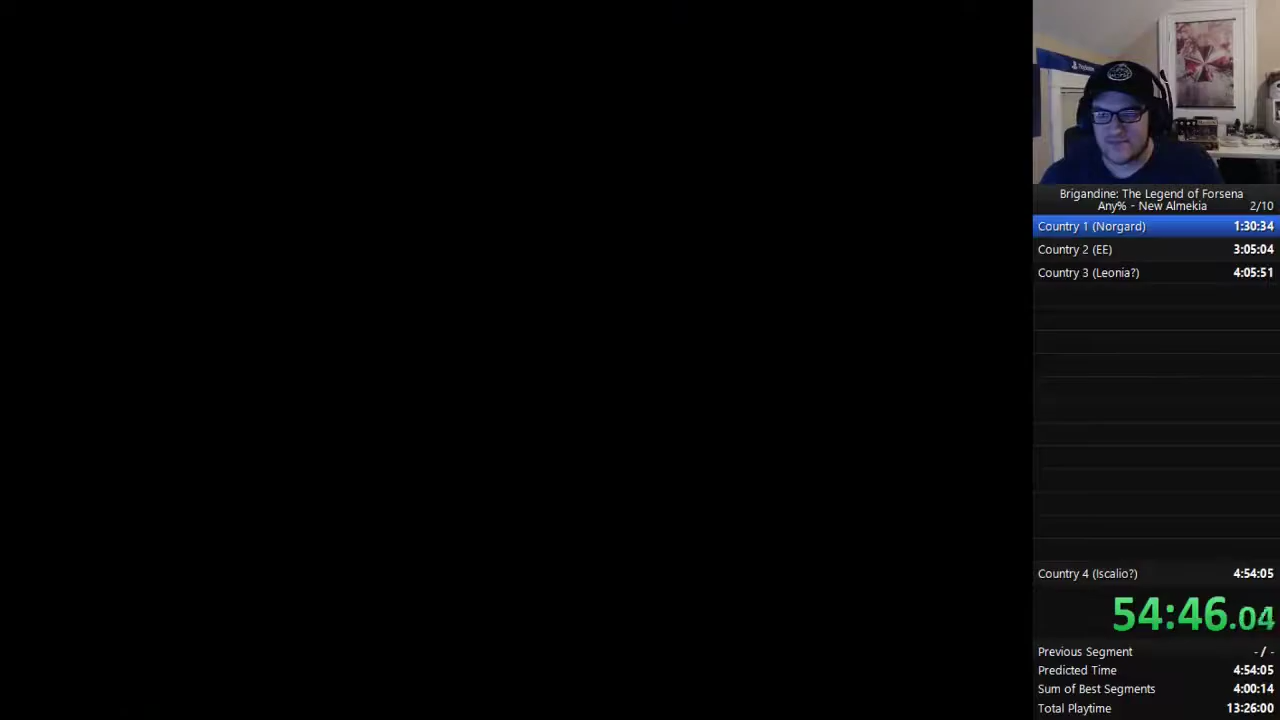 PlayStation
Brigandine: The Legend of Forsena
Any% - New Almekia 2/10
Country 1 (Norgard) 1:30:34
Country 2 (EE) 3:05:04
Country 3 (Leonia?) 4:05:51
Country 4 (Iscalio?) 4:54:05
54:46.04
Previous Segment - / -
Predicted Time 4:54:05
Sum of Best Segments 4:00:14
Total Playtime 13:26:00